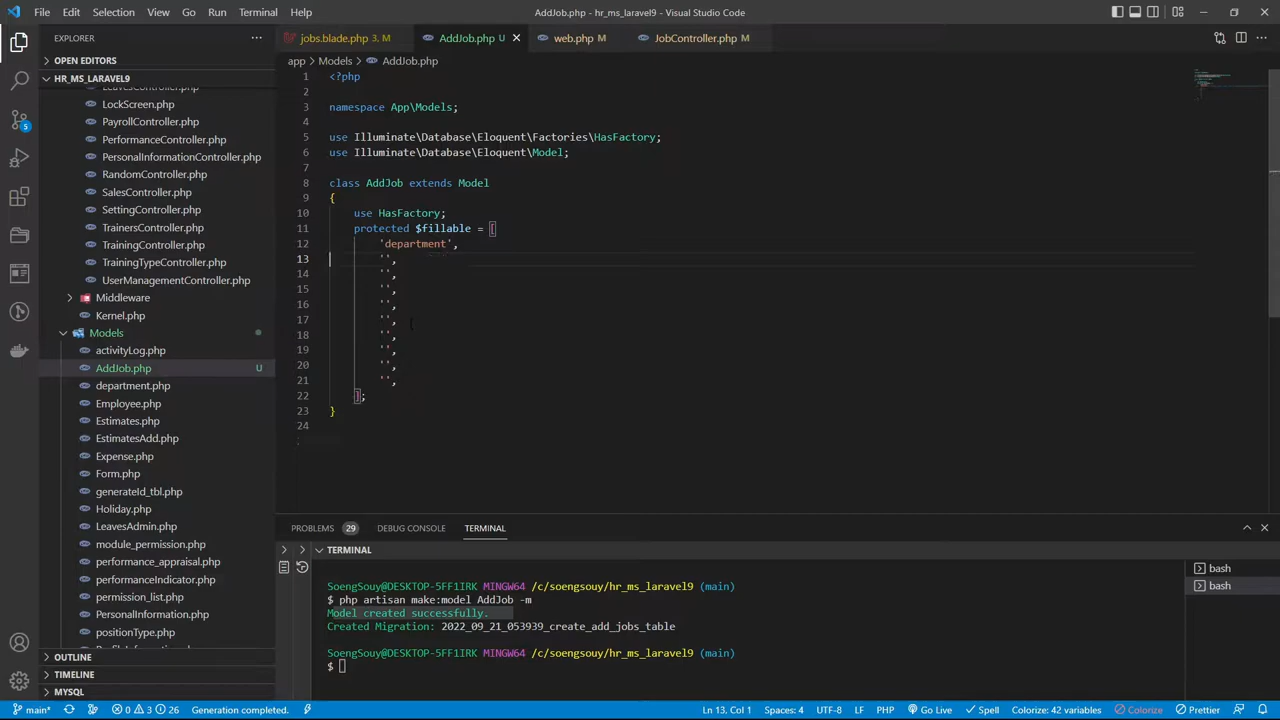 File Edit Selection View Go Run Terminal Help
AddJob.php - hr_ms_laravel9 - Visual Studio Code
EXPLORER
jobs.blade.php 3, M
AddJob.php U
web.php M
JobController.php M
OPEN EDITORS
HR_MS_LARAVEL9
LeavesController.php
LockScreen.php
PayrollController.php
PerformanceController.php
PersonalInformationController.php
RandomController.php
SalesController.php
SettingController.php
TrainersController.php
TrainingController.php
TrainingTypeController.php
UserManagementController.php
Middleware
Kernel.php
Models
activityLog.php
AddJob.php U
department.php
Employee.php
Estimates.php
EstimatesAdd.php
Expense.php
Form.php
generateId_tbl.php
Holiday.php
LeavesAdmin.php
module_permission.php
performance_appraisal.php
performanceIndicator.php
permission_list.php
PersonalInformation.php
positionType.php
OUTLINE
TIMELINE
MYSQL
5
app > Models > AddJob.php
1 <?php
2
3 namespace App\Models;
4
5 use Illuminate\Database\Eloquent\Factories\HasFactory;
6 use Illuminate\Database\Eloquent\Model;
7
8 class AddJob extends Model
9 {
10 use HasFactory;
11 protected $fillable = [
12 'department',
13 '',
14 '',
15 '',
16 '',
17 '',
18 '',
19 '',
20 '',
21 '',
22 ];
23 }
24
PROBLEMS 29 DEBUG CONSOLE TERMINAL
TERMINAL
SoengSouy@DESKTOP-5FF1IRK MINGW64 /c/soengsouy/hr_ms_laravel9 (main)
$ php artisan make:model AddJob -m
Model created successfully.
Created Migration: 2022_09_21_053939_create_add_jobs_table
SoengSouy@DESKTOP-5FF1IRK MINGW64 /c/soengsouy/hr_ms_laravel9 (main)
$
bash
bash
main* 0 3 26 Generation completed. Ln 13, Col 1 Spaces: 4 UTF-8 LF PHP Go Live Spell Colorize: 42 variables Colorize Prettier